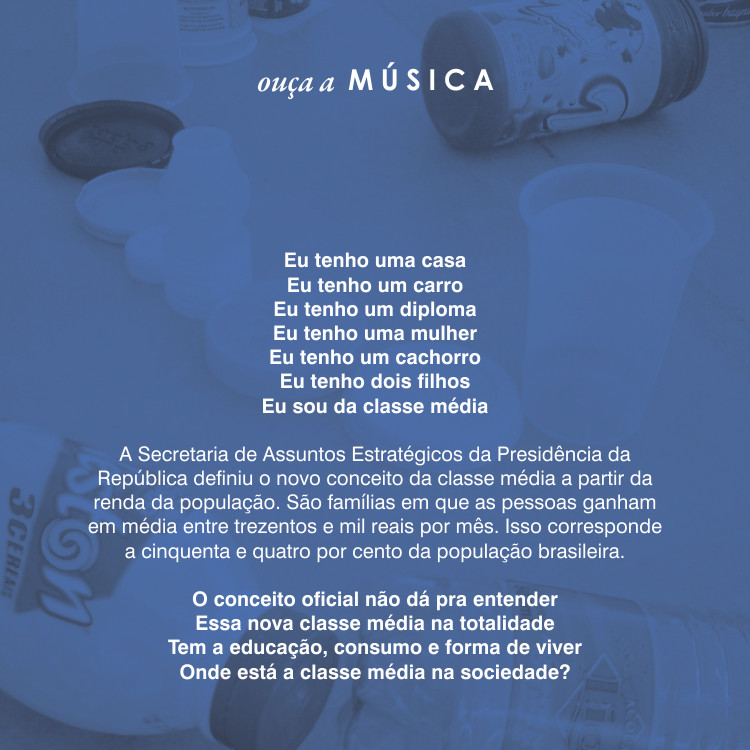 ouça a MÚSICA
Eu tenho uma casa
Eu tenho um carro
Eu tenho um diploma
Eu tenho uma mulher
Eu tenho um cachorro
Eu tenho dois filhos
Eu sou da classe média
A Secretaria de Assuntos Estratégicos da Presidência da
República definiu o novo conceito da classe média a partir da
renda da população. São famílias em que as pessoas ganham
em média entre trezentos e mil reais por mês. Isso corresponde
a cinquenta e quatro por cento da população brasileira.
3CEREAIS
O conceito oficial não dá pra entender
Essa nova classe média na totalidade
Tem a educação, consumo e forma de viver
Onde está a classe média na sociedade?